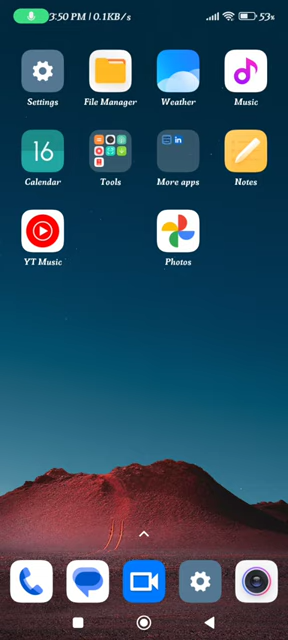 3:50 PM | 0.1KB/s 53%
Settings File Manager Weather Music
16
Calendar Tools More apps Notes
YT Music Photos